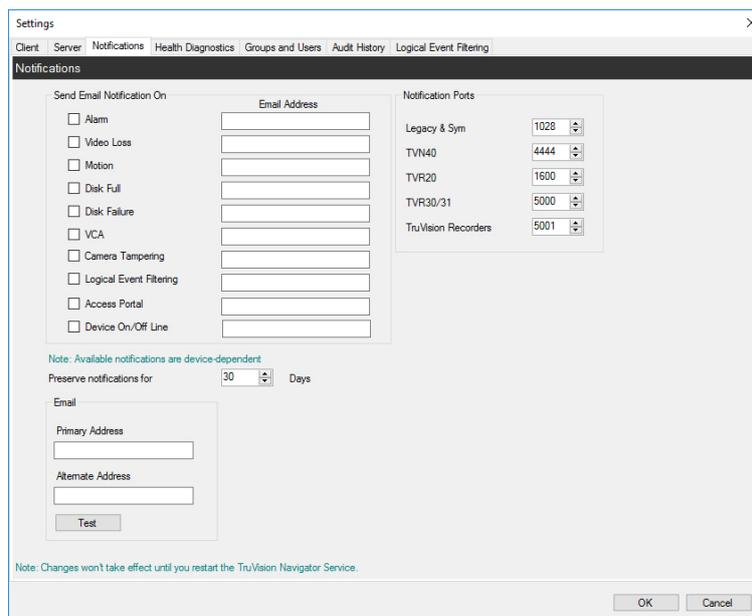 Settings
Client Server Notifications Health Diagnostics Groups and Users Audit History Logical Event Filtering
Notifications
Send Email Notification On
Email Address
Alarm
Video Loss
Motion
Disk Full
Disk Failure
VCA
Camera Tampering
Logical Event Filtering
Access Portal
Device On/Off Line
Notification Ports
Legacy & Sym 1028
TVN40 4444
TVR20 1600
TVR30/31 5000
TruVision Recorders 5001
Note: Available notifications are device-dependent
Preserve notifications for 30 Days
Email
Primary Address
Alternate Address
Test
Note: Changes won't take effect until you restart the TruVision Navigator Service.
OK Cancel